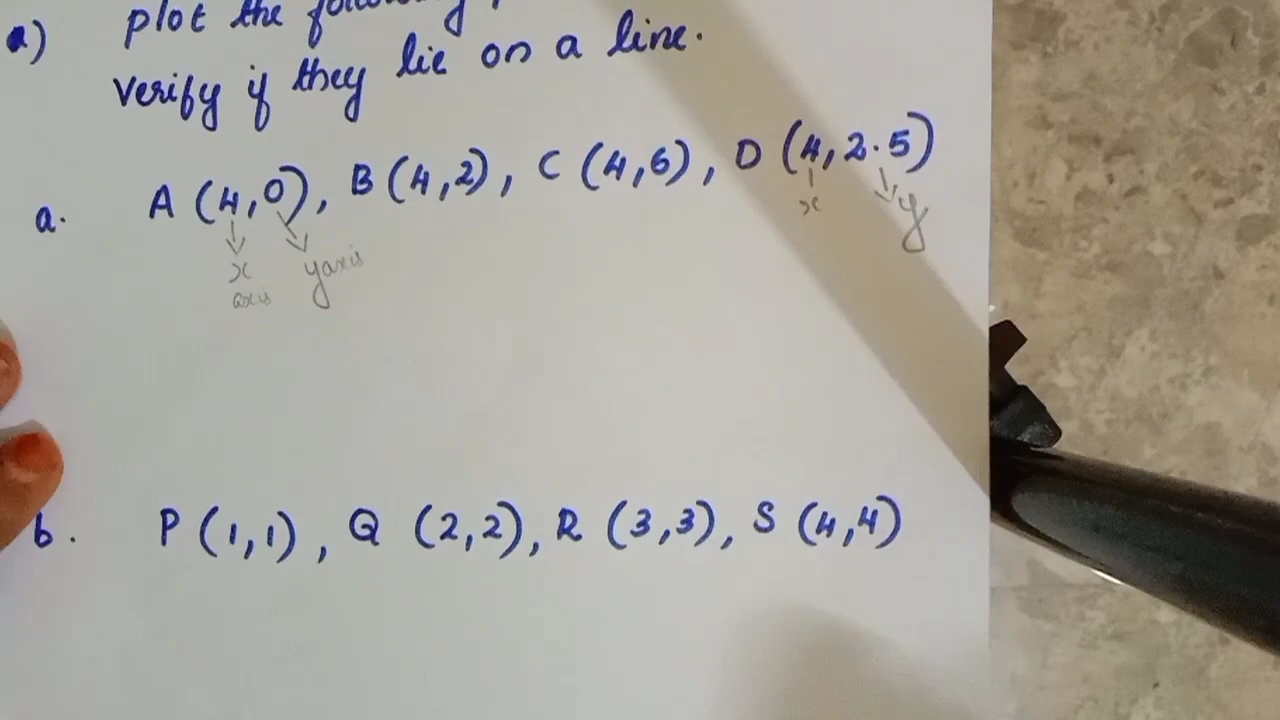 a) plot the following
verify if they lie on a line.
a. A (4,0), B (4,2), C (4,6), D (4,2.5)
x axis y axis x y
b. P (1,1), Q (2,2), R (3,3), S (4,4)